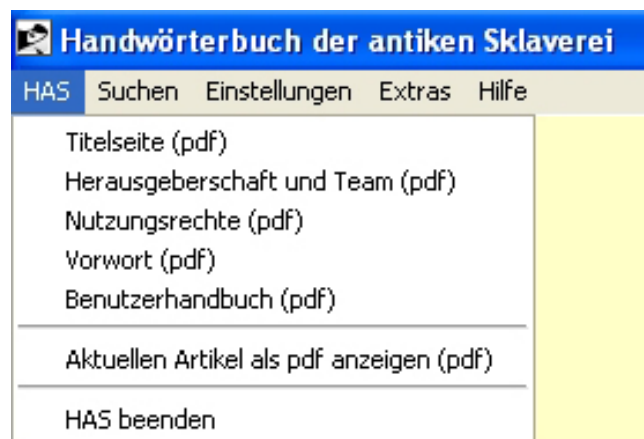 Handwörterbuch der antiken Sklaverei
HAS Suchen Einstellungen Extras Hilfe
Titelseite (pdf)
Herausgeberschaft und Team (pdf)
Nutzungsrechte (pdf)
Vorwort (pdf)
Benutzerhandbuch (pdf)
Aktuellen Artikel als pdf anzeigen (pdf)
HAS beenden